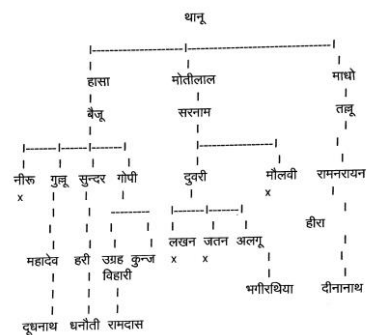 थानू
हासा मोतीलाल माधो
बैजू सरनाम तल्लू
नीरू गुल्लू सुन्दर गोपी दुवरी मौलवी रामनरायन
x x
लखन जतन अलगू हीरा
x x
महादेव हरी उग्रह कुन्ज
विहारी
भगीरथिया दीनानाथ
दूधनाथ धनौती रामदास